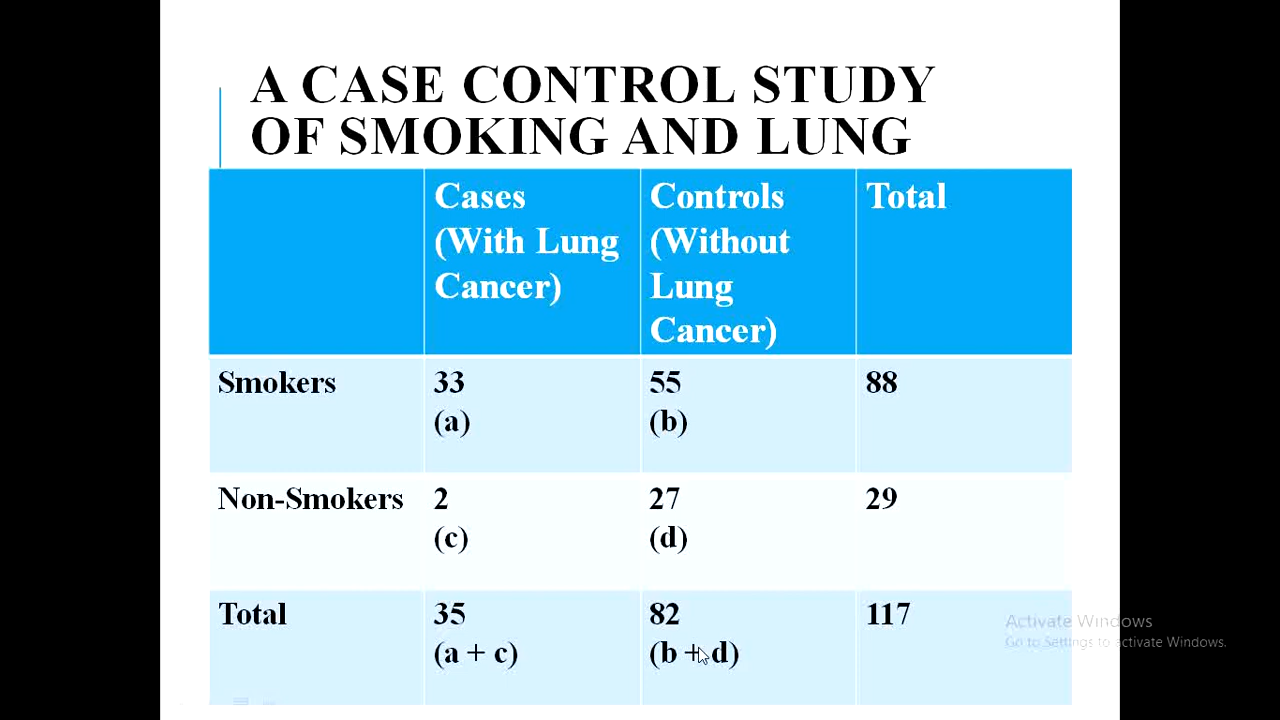 A CASE CONTROL STUDY
OF SMOKING AND LUNG
Cases
(With Lung
Cancer)
Controls
(Without
Lung
Cancer)
Total
Smokers
33
(a)
55
(b)
88
Non-Smokers
2
(c)
27
(d)
29
Total
35
(a + c)
82
(b + d)
117
Activate Windows
Go to Settings to activate Windows.